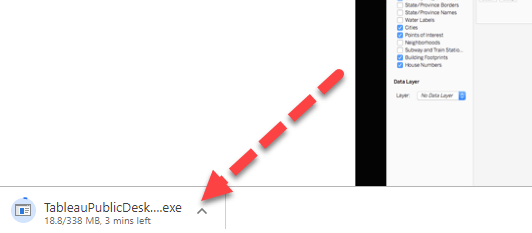 State/Province Borders
State/Province Names
Water Labels
Cities
Points of Interest
Neighborhoods
Subway and Train Statio...
Building Footprints
House Numbers
Data Layer
Layer: No Data Layer
TableauPublicDesk....exe
18.8/338 MB, 3 mins left